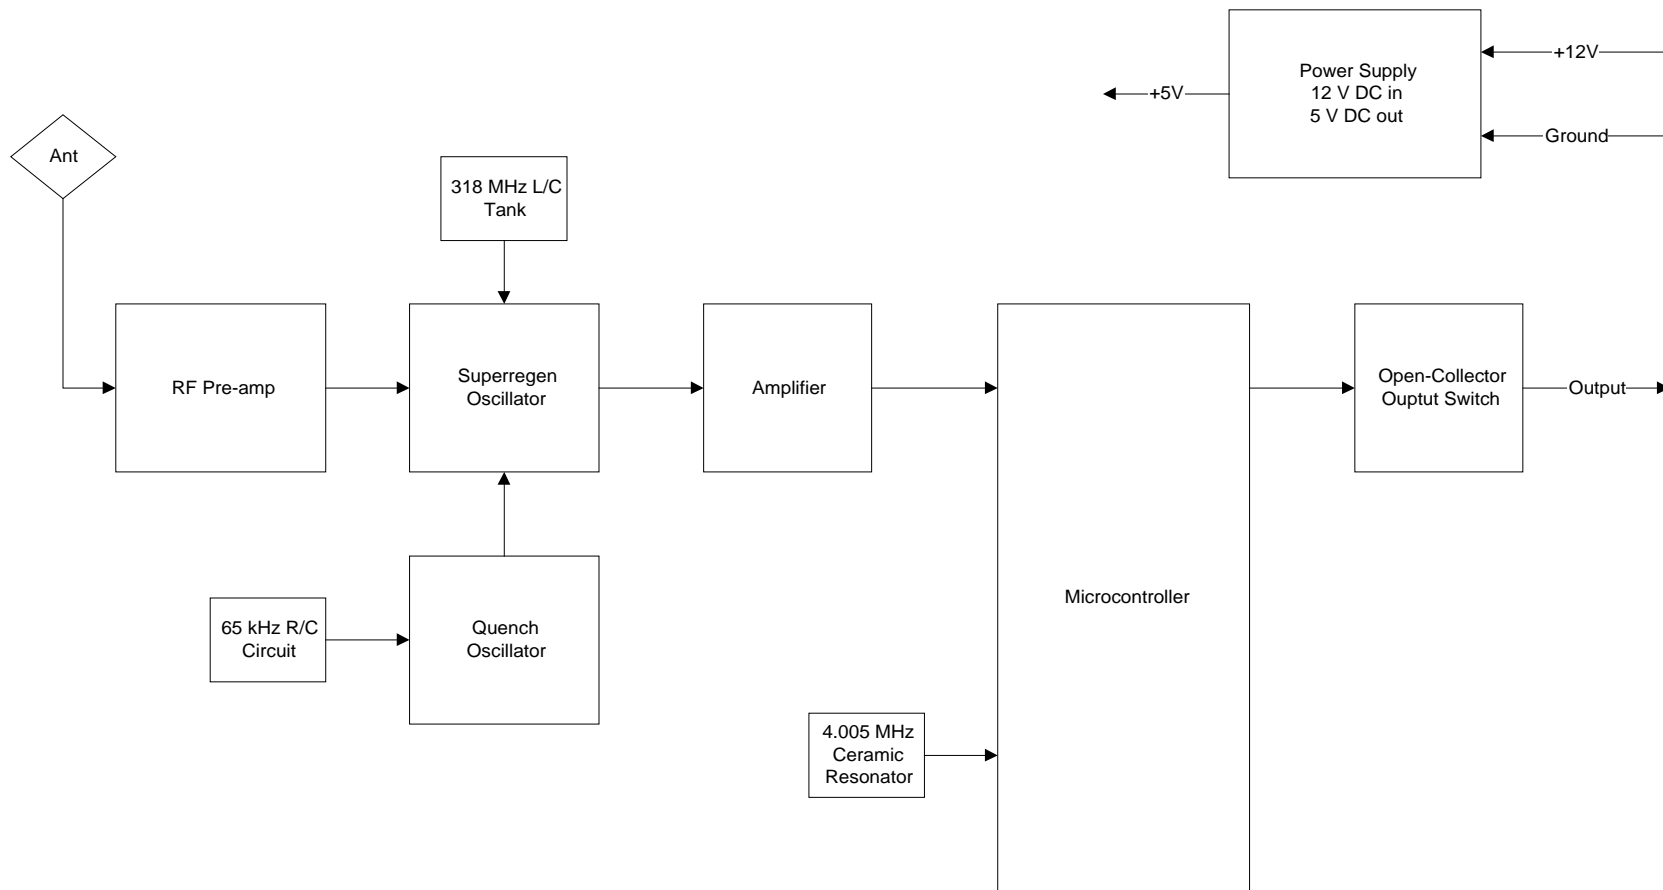 Power Supply
12 V DC in
5 V DC out
+12V
+5V
Ground
Ant
318 MHz L/C
Tank
RF Pre-amp
Superregen
Oscillator
Amplifier
Open-Collector
Ouptut Switch
Output
65 kHz R/C
Circuit
Quench
Oscillator
Microcontroller
4.005 MHz
Ceramic
Resonator